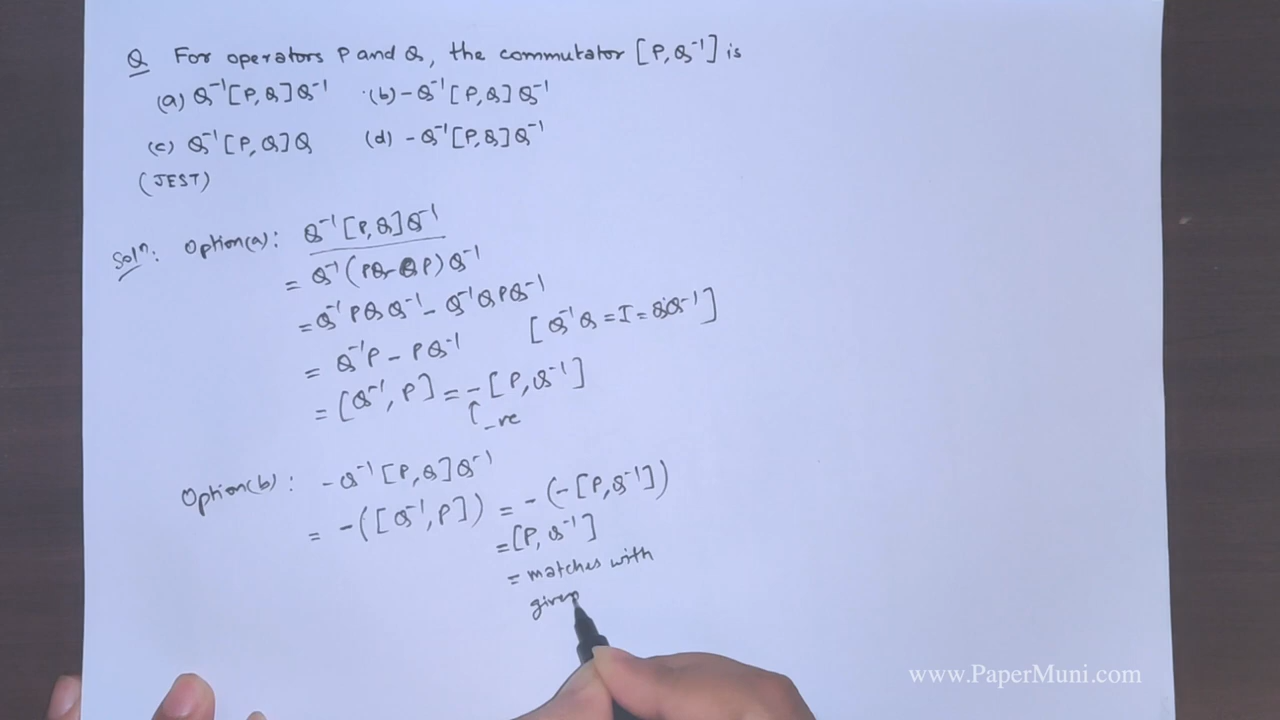 Q For operators P and Q, the commutator [P,Q⁻¹] is
(a) Q⁻¹[P,Q]Q⁻¹ (b) -Q⁻¹[P,Q]Q⁻¹
(c) Q⁻¹[P,Q]Q (d) -Q⁻¹[P,Q]Q⁻¹
(JEST)
Solⁿ: Option(a): Q⁻¹[P,Q]Q⁻¹
= Q⁻¹(PQ-QP)Q⁻¹
= Q⁻¹PQQ⁻¹ - Q⁻¹QPQ⁻¹
= Q⁻¹P - PQ⁻¹ [Q⁻¹Q = I = QQ⁻¹]
= [Q⁻¹, P] = -[P,Q⁻¹]
-ve
Option(b): -Q⁻¹[P,Q]Q⁻¹
= -([Q⁻¹,P]) = -(-[P,Q⁻¹])
= [P,Q⁻¹]
= matches with
given
www.PaperMuni.com